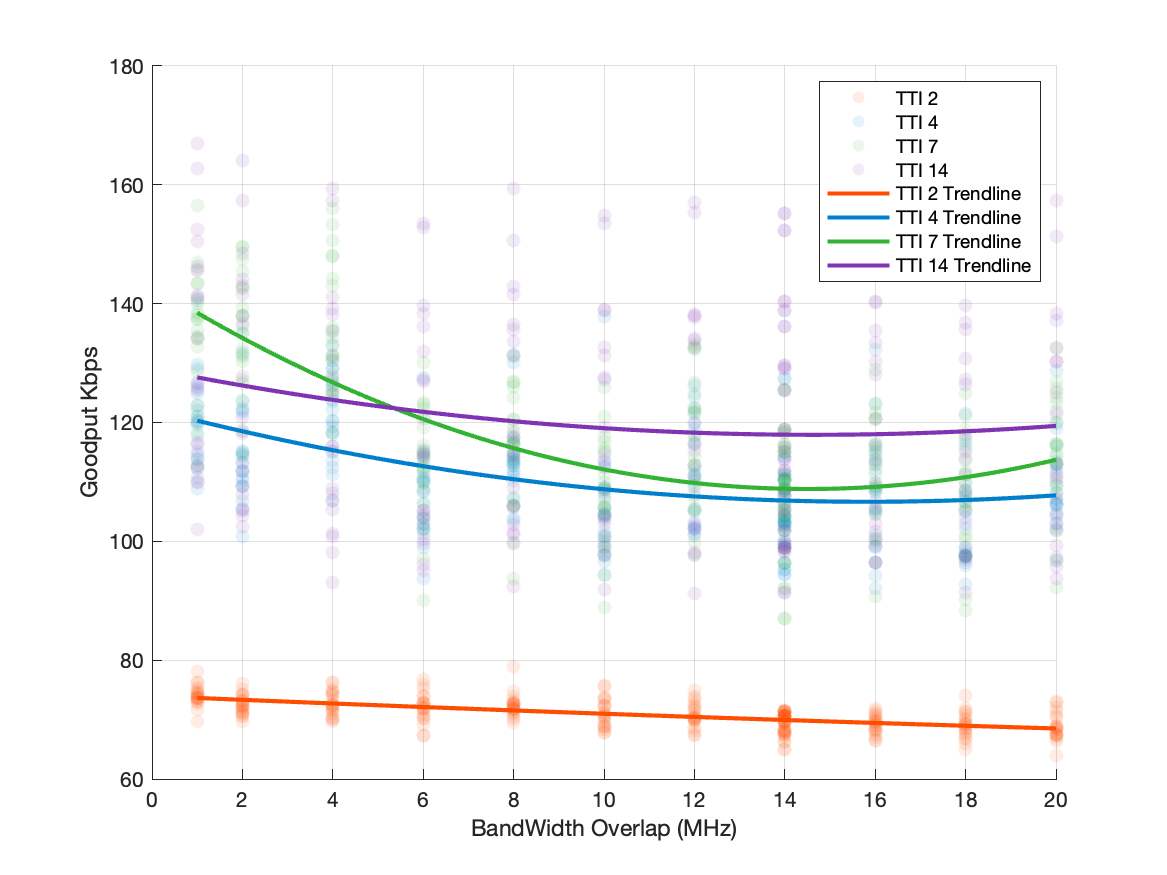 180
160
140
120
100
80
60
Goodput Kbps
TTI 2
TTI 4
TTI 7
TTI 14
TTI 2 Trendline
TTI 4 Trendline
TTI 7 Trendline
TTI 14 Trendline
0 2 4 6 8 10 12 14 16 18 20
BandWidth Overlap (MHz)